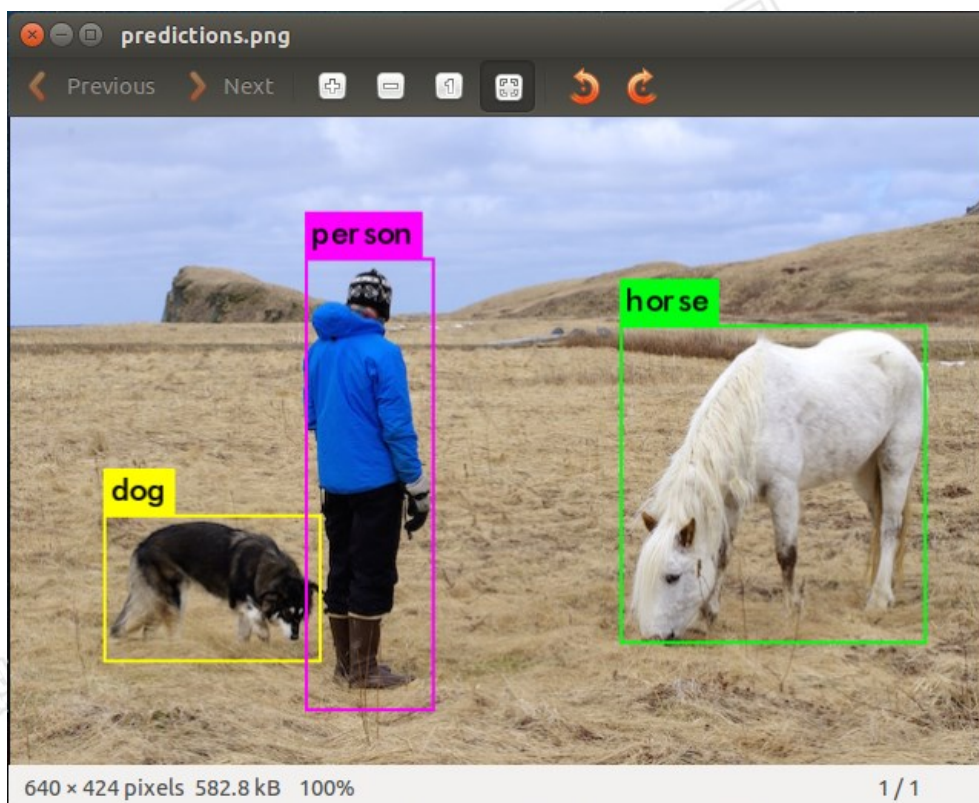 predictions.png
Previous Next
person
horse
dog
640 × 424 pixels 582.8 kB 100%
1 / 1